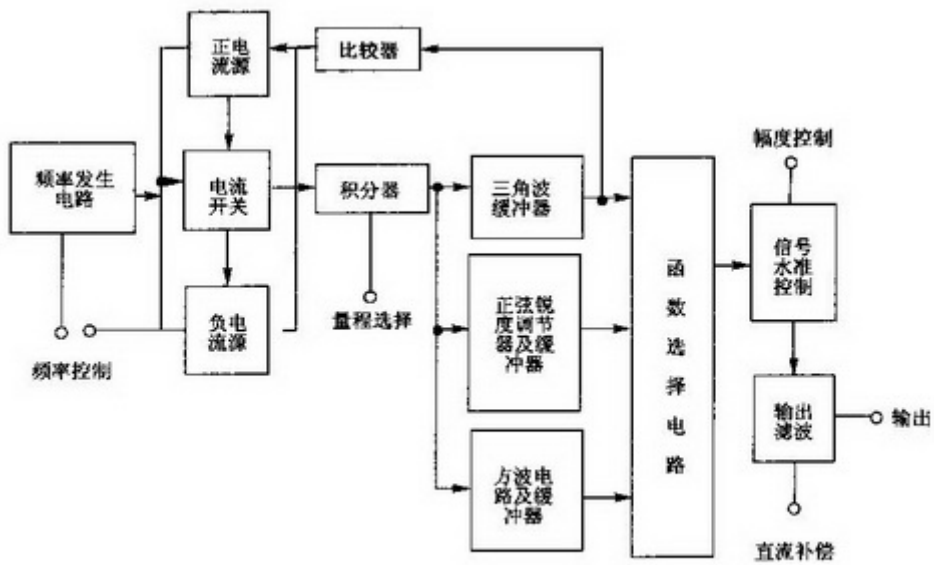 正电
流源
比较器
频率发生
电路
电流
开关
积分器
三角波
缓冲器
幅度控制
信号
水准
控制
函
数
选
择
电
路
负电
流源
量程选择
正弦锐
度调节
器及缓
冲器
频率控制
输出
滤波
输出
方波电
路及缓
冲器
直流补偿